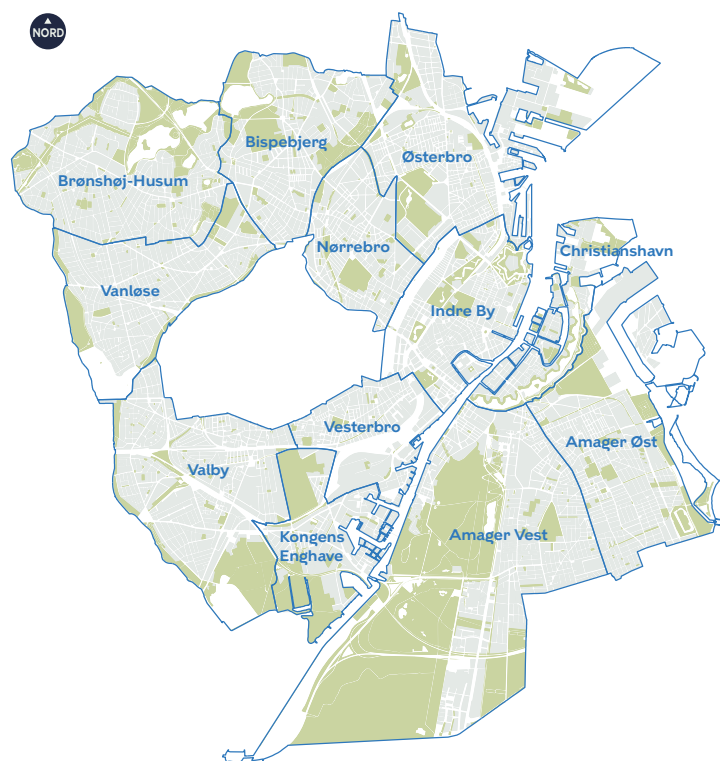 NORD
Bispebjerg
Østerbro
Brønshøj-Husum
Nørrebro
Christianshavn
Vanløse
Indre By
Vesterbro
Amager Øst
Valby
Kongens
Enghave
Amager Vest